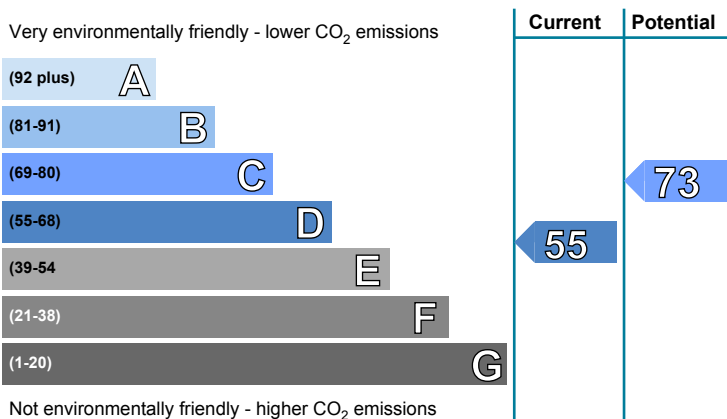 Very environmentally friendly - lower CO2 emissions
Current Potential
(92 plus) A
(81-91) B
(69-80) C
73
(55-68) D
55
(39-54 E
(21-38) F
(1-20) G
Not environmentally friendly - higher CO2 emissions